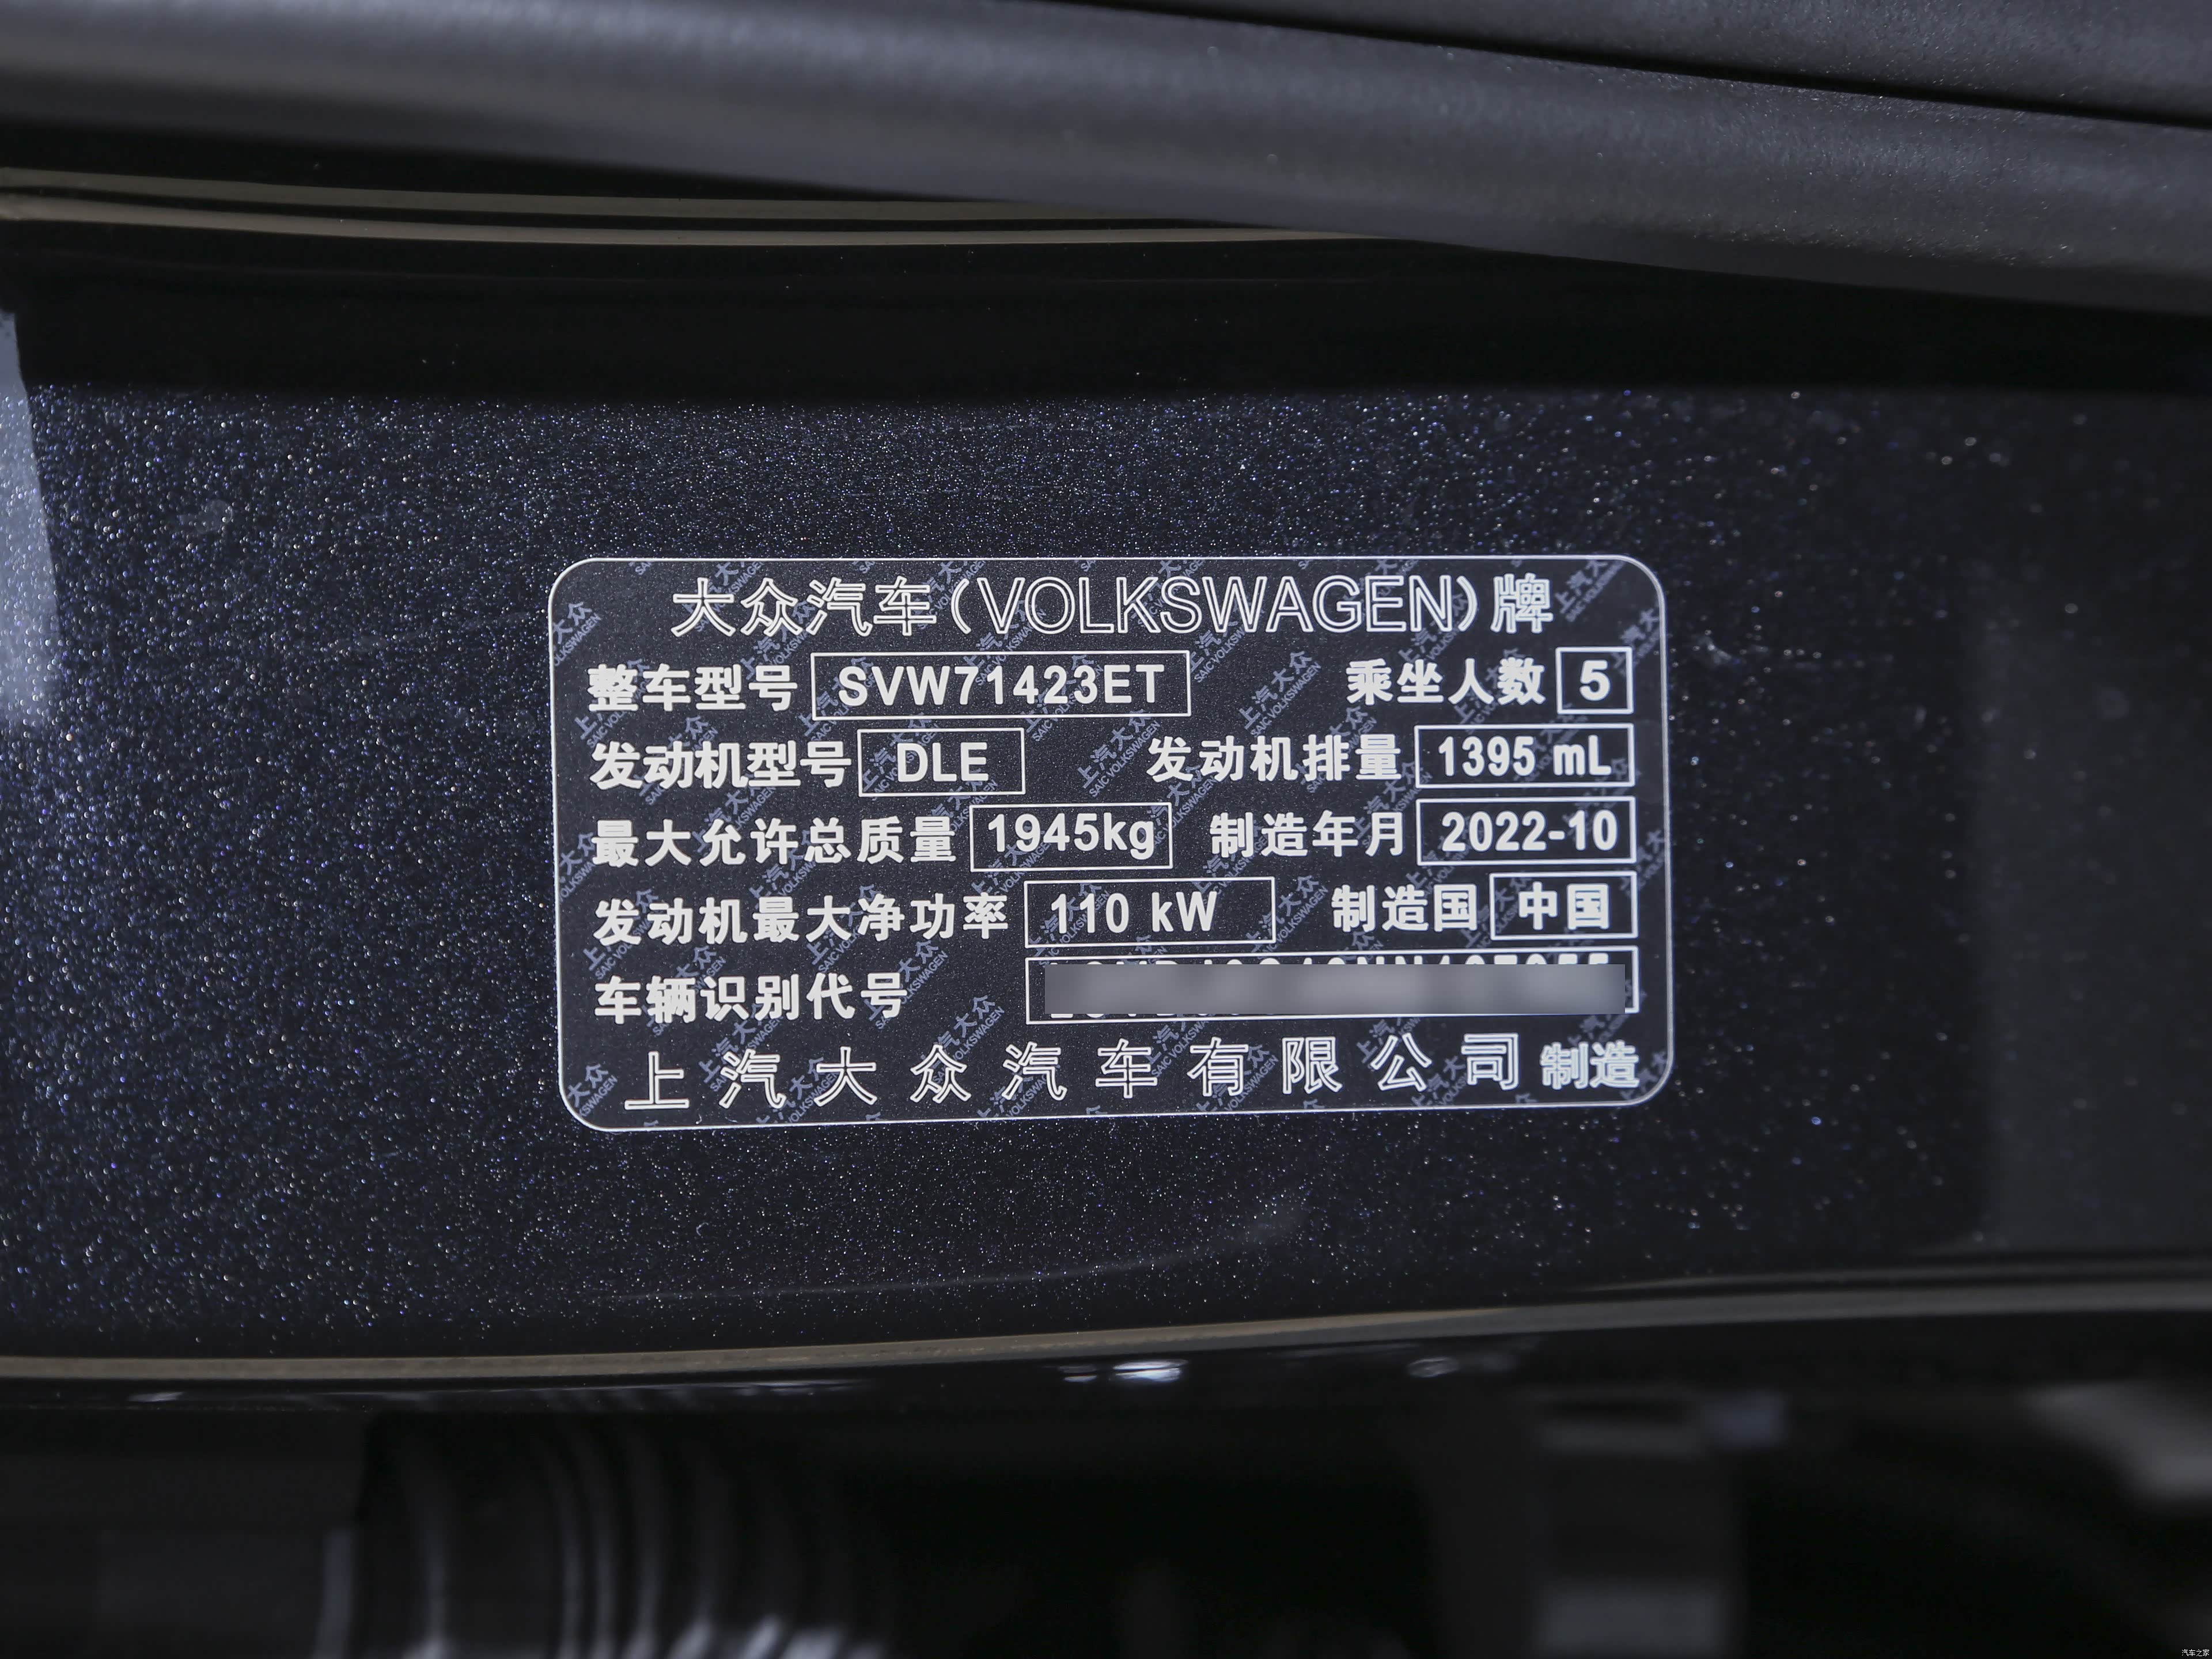 大众汽车(VOLKSWAGEN)牌
整车型号 SVW71423ET 乘坐人数 5
发动机型号 DLE 发动机排量 1395 mL
最大允许总质量 1945kg 制造年月 2022-10
发动机最大净功率 110 kW 制造国 中国
车辆识别代号
上汽大众汽车有限公司制造
汽车之家